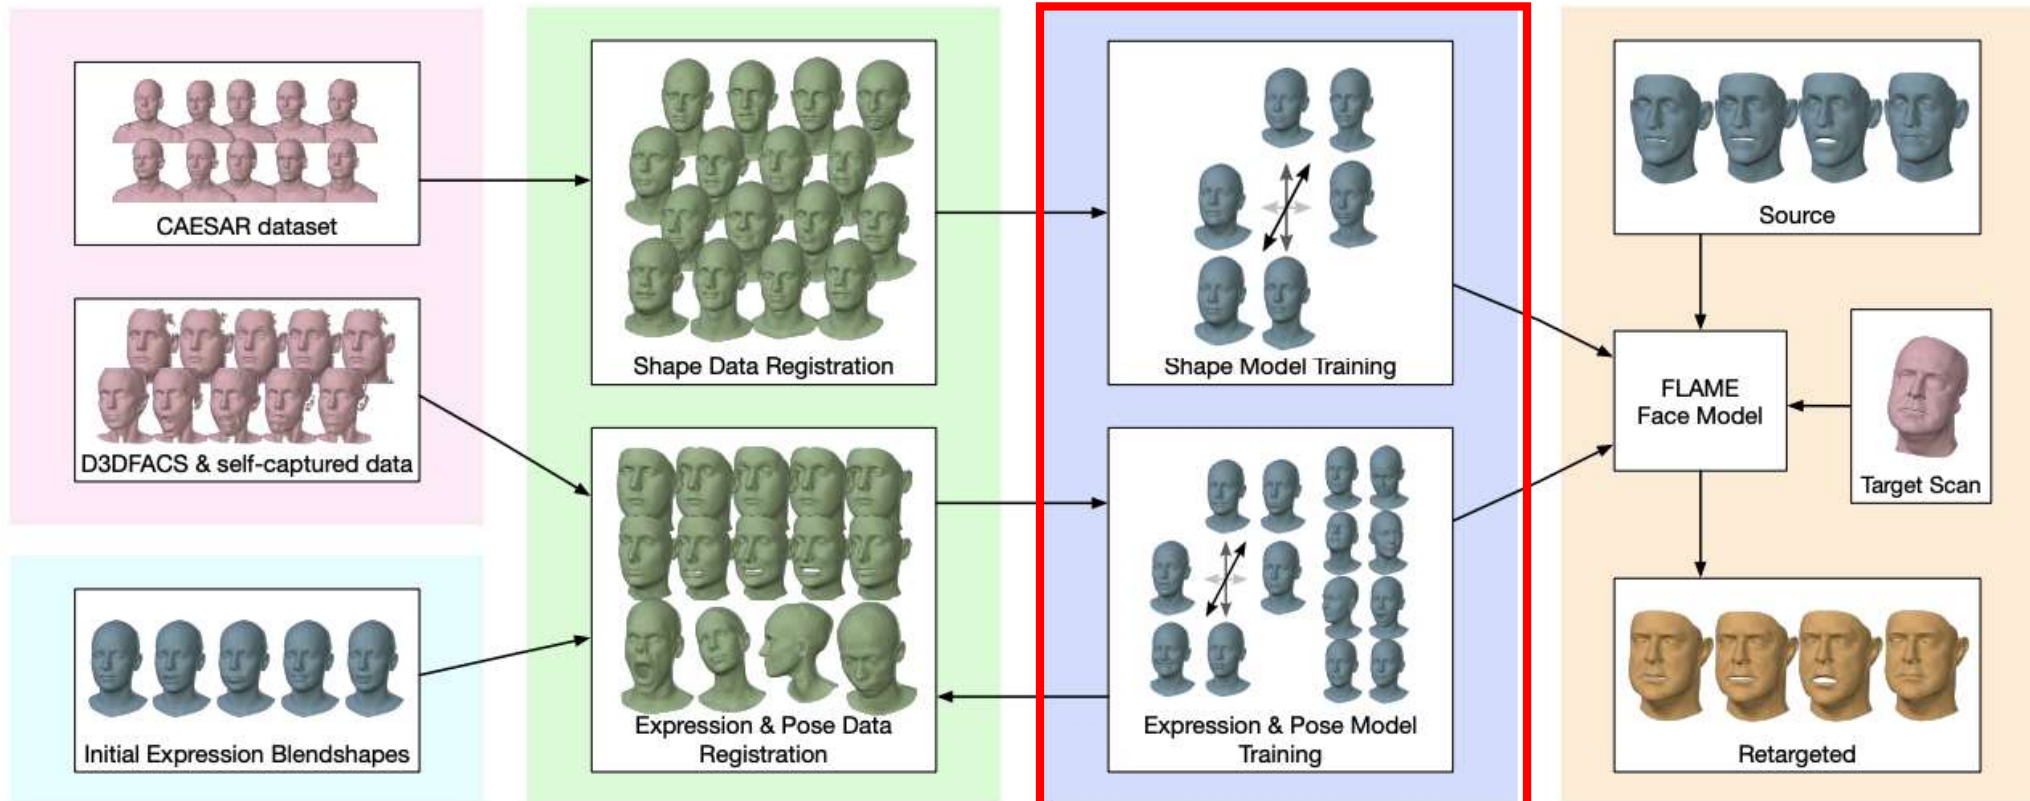 CAESAR dataset
D3DFACS & self-captured data
Initial Expression Blendshapes
Shape Data Registration
Expression & Pose Data
Registration
Shape Model Training
Expression & Pose Model
Training
Source
FLAME
Face Model
Target Scan
Retargeted